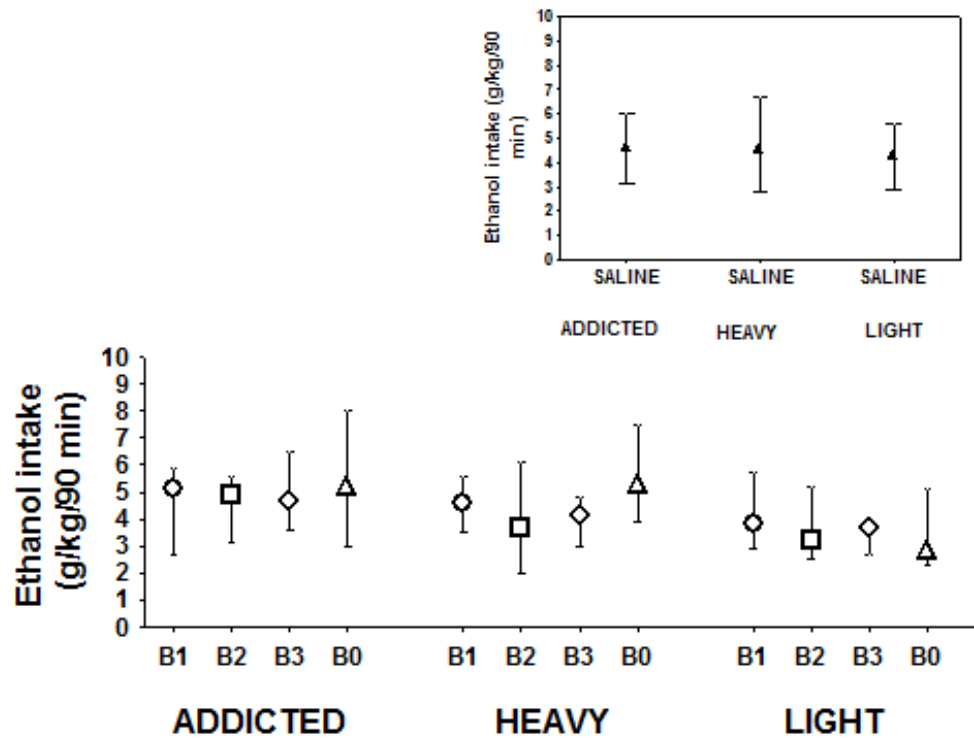 Ethanol intake (g/kg/90
min)
10
9
8
7
6
5
4
3
2
1
0
SALINE SALINE SALINE
ADDICTED HEAVY LIGHT
Ethanol intake
(g/kg/90 min)
10
9
8
7
6
5
4
3
2
1
0
B1 B2 B3 B0 B1 B2 B3 B0 B1 B2 B3 B0
ADDICTED HEAVY LIGHT